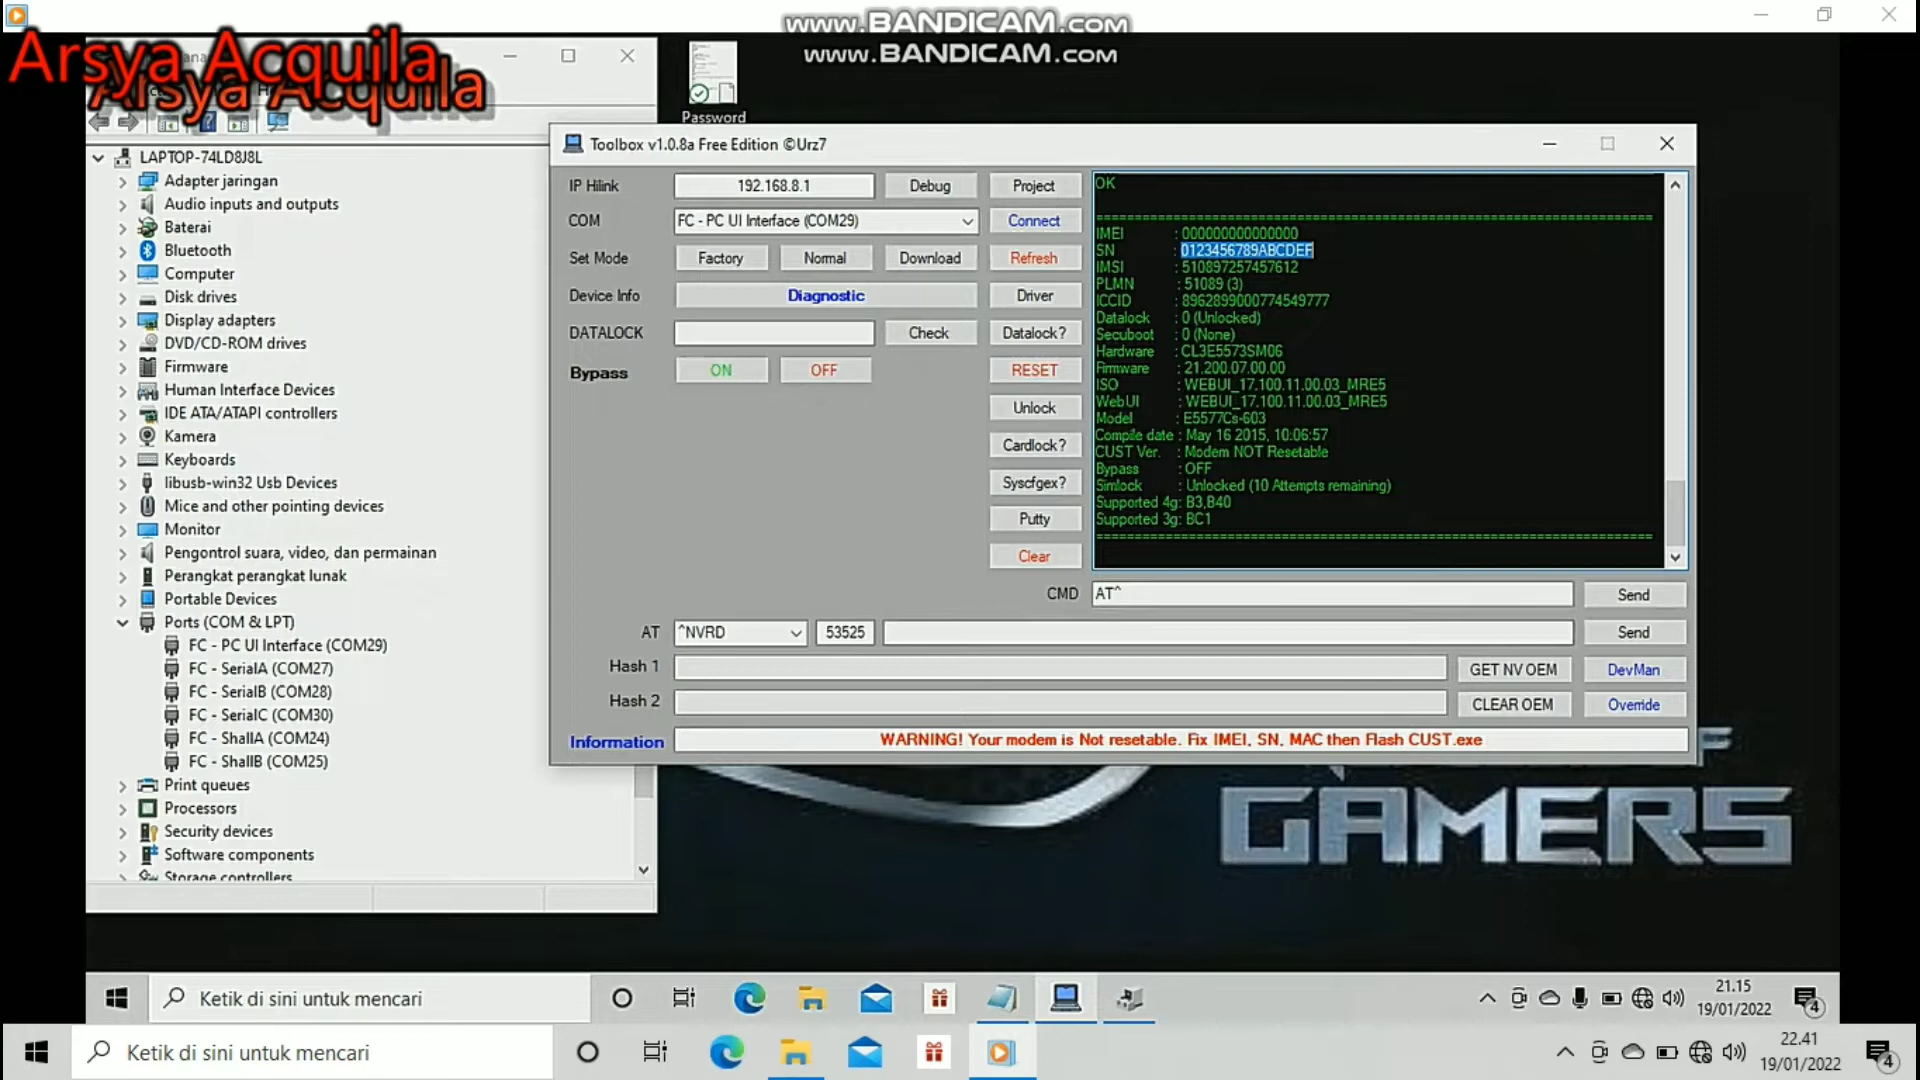 www.BANDICAM.com
www.BANDICAM.com
Arsya Acquila
Arsya Acquila
Password
LAPTOP-74LD8J8L
Adapter jaringan
Audio inputs and outputs
Baterai
Bluetooth
Computer
Disk drives
Display adapters
DVD/CD-ROM drives
Firmware
Human Interface Devices
IDE ATA/ATAPI controllers
Kamera
Keyboards
libusb-win32 Usb Devices
Mice and other pointing devices
Monitor
Pengontrol suara, video, dan permainan
Perangkat perangkat lunak
Portable Devices
Ports (COM & LPT)
FC - PC UI Interface (COM29)
FC - SerialA (COM27)
FC - SerialB (COM28)
FC - SerialC (COM30)
FC - ShallA (COM24)
FC - ShallB (COM25)
Print queues
Processors
Security devices
Software components
Storage controllers
Toolbox v1.0.8a Free Edition ©Urz7
IP Hilink 192.168.8.1 Debug Project
COM FC - PC UI Interface (COM29) Connect
Set Mode Factory Normal Download Refresh
Device Info Diagnostic Driver
DATALOCK Check Datalock?
Bypass ON OFF RESET
Unlock
Cardlock?
Syscfgex?
Putty
Clear
OK
==========
IMEI : 000000000000000
SN : 0123456789ABCDEF
IMSI : 510897257457612
PLMN : 51089 (3)
ICCID : 8962899000774549777
Datalock : 0 (Unlocked)
Secuboot : 0 (None)
Hardware : CL3E5573SM06
Firmware : 21.200.07.00.00
ISO : WEBUI_17.100.11.00.03_MRE5
WebUI : WEBUI_17.100.11.00.03_MRE5
Model : E5577Cs-603
Compile date : May 16 2015, 10:06:57
CUST Ver. : Modem NOT Resetable
Bypass : OFF
Simlock : Unlocked (10 Attempts remaining)
Supported 4g: B3,B40
Supported 3g: BC1
==========
CMD AT^ Send
AT ^NVRD 53525 Send
Hash 1 GET NV OEM DevMan
Hash 2 CLEAR OEM Override
Information WARNING! Your modem is Not resetable. Fix IMEI, SN, MAC then Flash CUST.exe
GAMERS
Ketik di sini untuk mencari
21.15
19/01/2022
4
Ketik di sini untuk mencari
22.41
19/01/2022
4